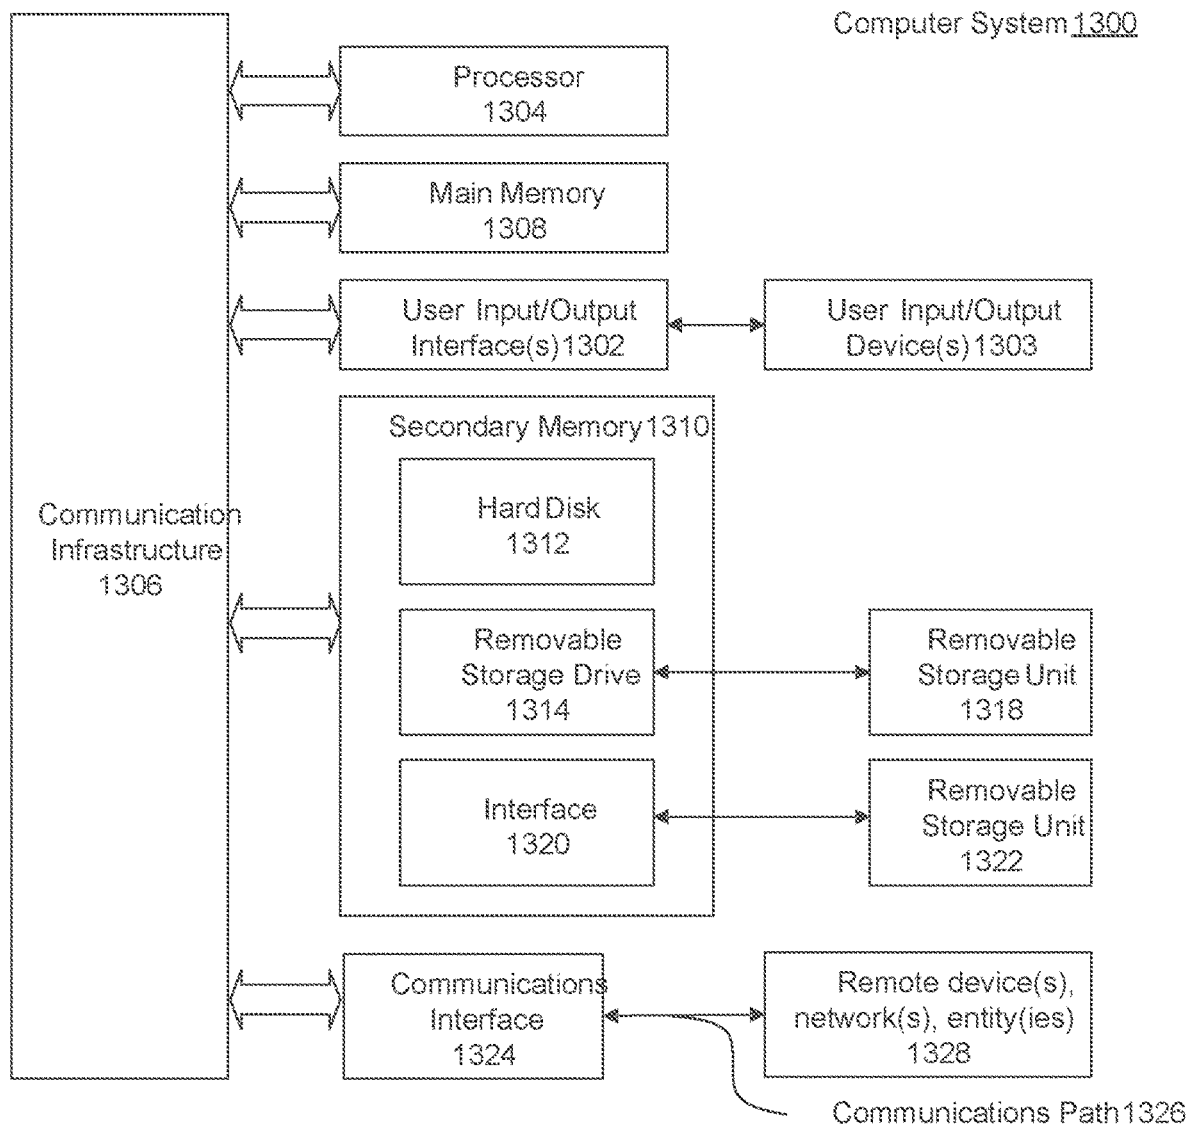 Computer System 1300
Processor
1304
Main Memory
1308
User Input/Output
Interface(s) 1302
User Input/Output
Device(s) 1303
Secondary Memory 1310
Hard Disk
1312
Communication
Infrastructure
1306
Removable
Storage Drive
1314
Removable
Storage Unit
1318
Interface
1320
Removable
Storage Unit
1322
Communications
Interface
1324
Remote device(s),
network(s), entity(ies)
1328
Communications Path 1326